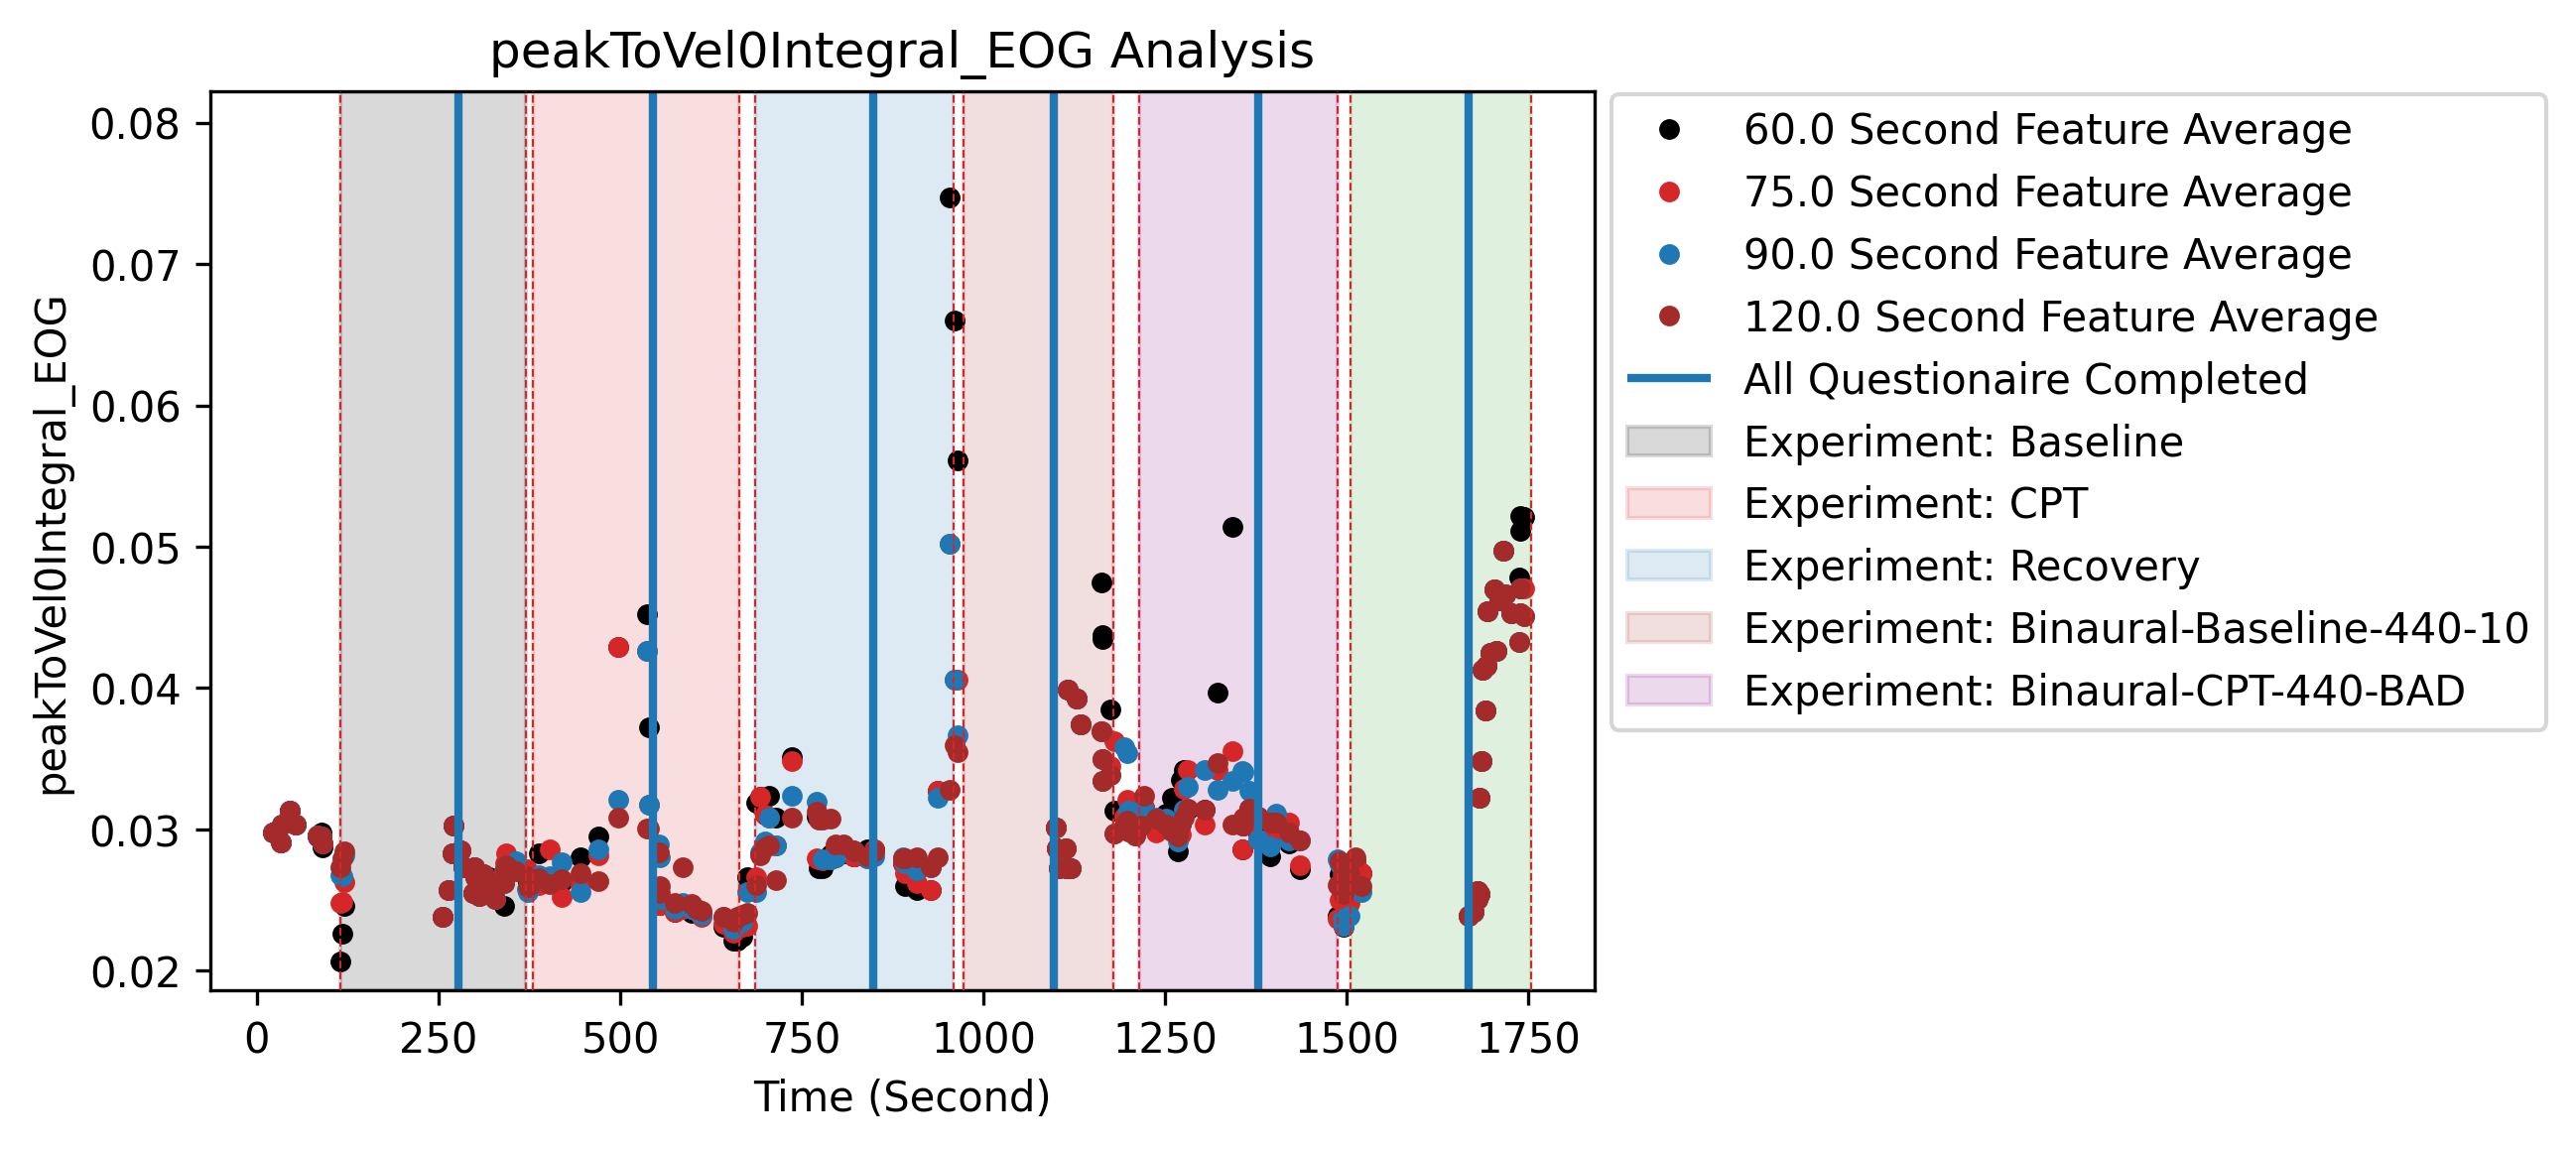 peakToVel0Integral_EOG Analysis
peakToVel0Integral_EOG
0.08
0.07
0.06
0.05
0.04
0.03
0.02
0 250 500 750 1000 1250 1500 1750
Time (Second)
60.0 Second Feature Average
75.0 Second Feature Average
90.0 Second Feature Average
120.0 Second Feature Average
All Questionaire Completed
Experiment: Baseline
Experiment: CPT
Experiment: Recovery
Experiment: Binaural-Baseline-440-10
Experiment: Binaural-CPT-440-BAD